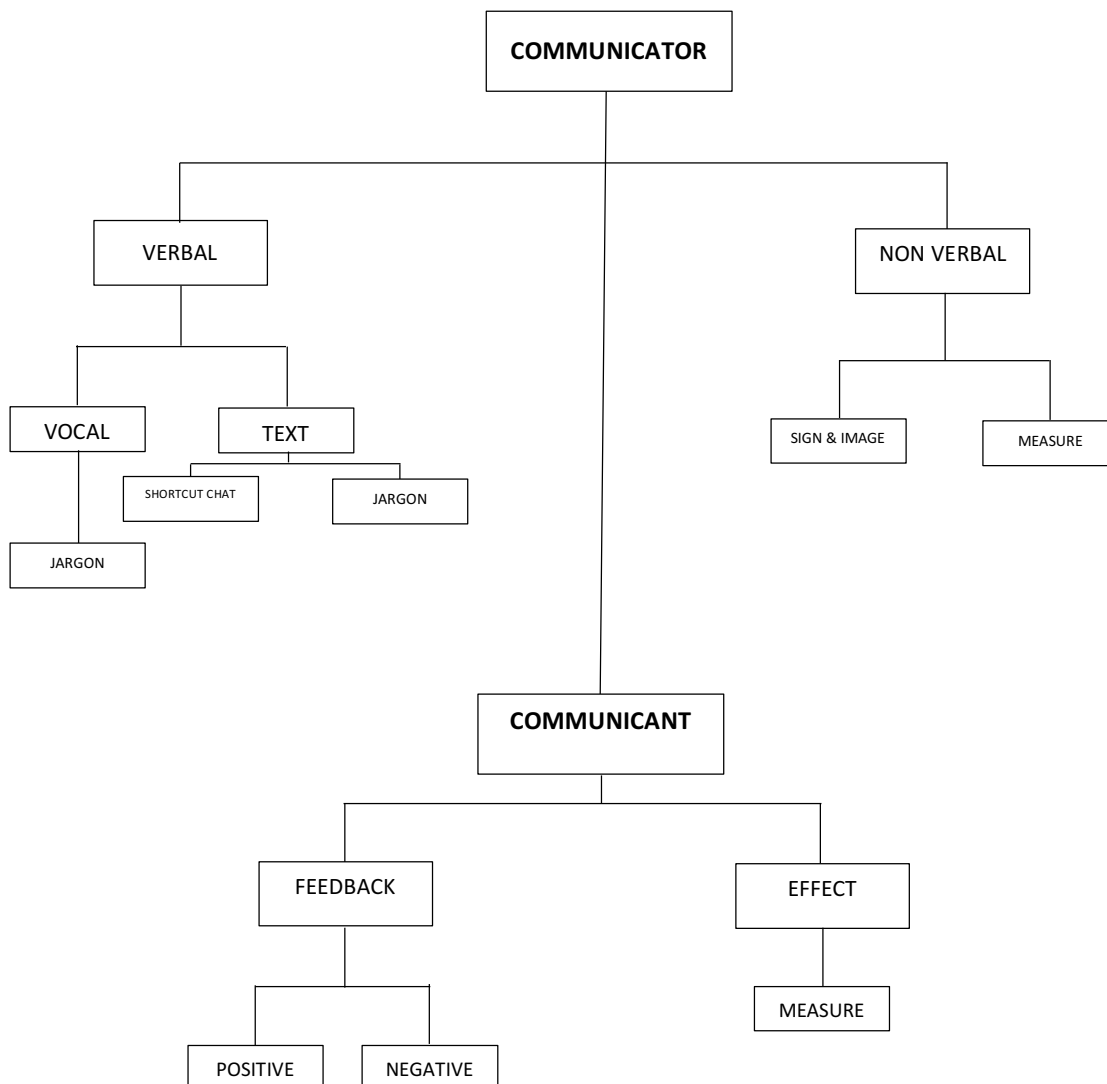 COMMUNICATOR
VERBAL
NON VERBAL
VOCAL
TEXT
SIGN & IMAGE
MEASURE
SHORTCUT CHAT
JARGON
JARGON
COMMUNICANT
FEEDBACK
EFFECT
MEASURE
POSITIVE
NEGATIVE